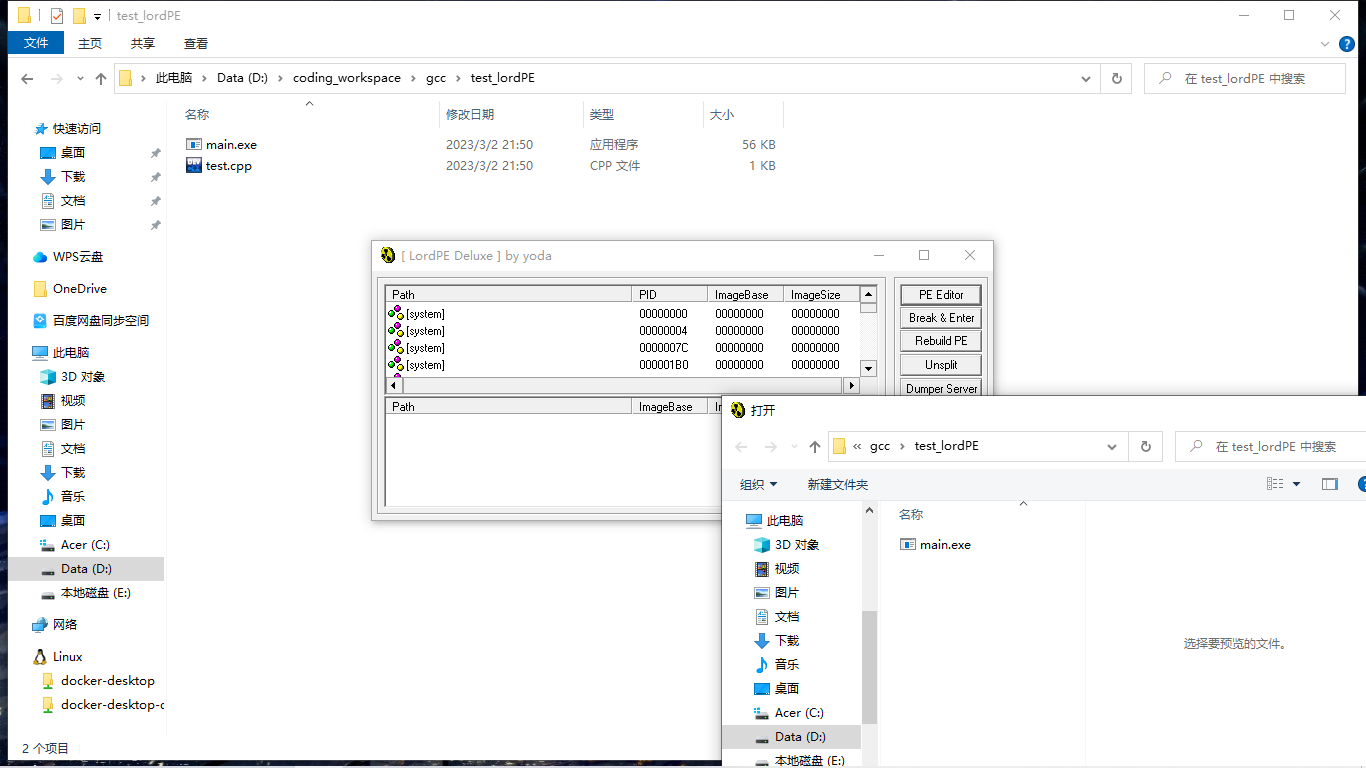 test_lordPE
文件 主页 共享 查看
此电脑 Data (D:) coding_workspace gcc test_lordPE 在 test_lordPE 中搜索
名称 修改日期 类型 大小
main.exe 2023/3/2 21:50 应用程序 56 KB
test.cpp 2023/3/2 21:50 CPP 文件 1 KB
快速访问
桌面
下载
文档
图片
WPS云盘
OneDrive
百度网盘同步空间
此电脑
3D 对象
视频
图片
文档
下载
音乐
桌面
Acer (C:)
Data (D:)
本地磁盘 (E:)
网络
Linux
docker-desktop
docker-desktop-c
2 个项目
[ LordPE Deluxe ] by yoda
Path PID ImageBase ImageSize
[system] 00000000 00000000 00000000
[system] 00000004 00000000 00000000
[system] 0000007C 00000000 00000000
[system] 000001B0 00000000 00000000
Path ImageBase
PE Editor
Break & Enter
Rebuild PE
Unsplit
Dumper Server
打开
« gcc test_lordPE 在 test_lordPE 中搜索
组织 新建文件夹
此电脑
3D 对象
视频
图片
文档
下载
音乐
桌面
Acer (C:)
Data (D:)
本地磁盘 (E:)
名称
main.exe
选择要预览的文件。